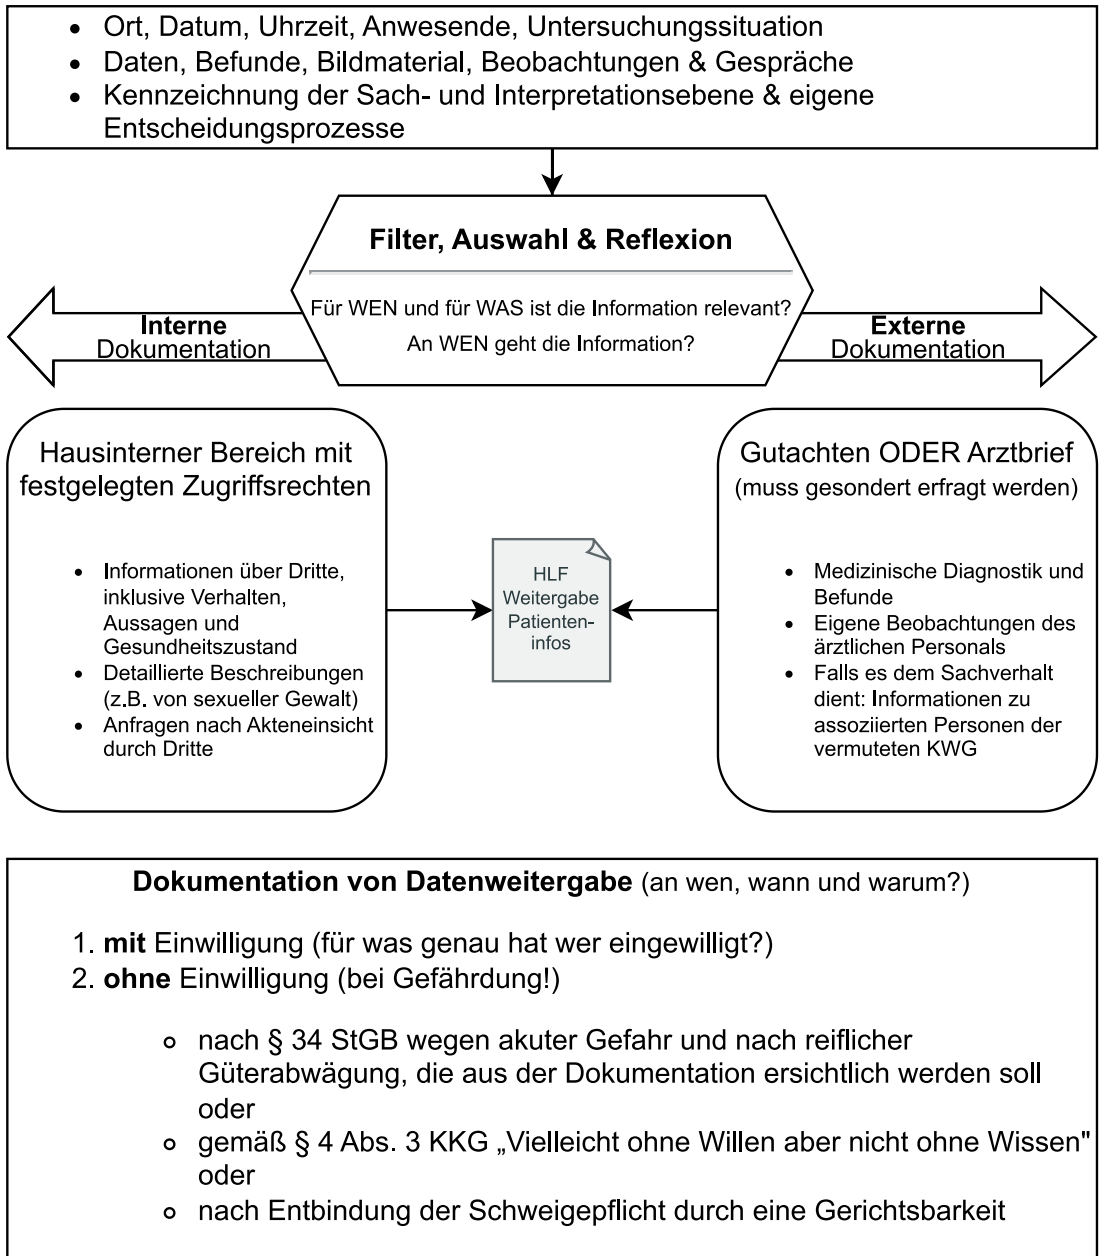 • Ort, Datum, Uhrzeit, Anwesende, Untersuchungssituation
• Daten, Befunde, Bildmaterial, Beobachtungen & Gespräche
• Kennzeichnung der Sach- und Interpretationsebene & eigene
Entscheidungsprozesse
Filter, Auswahl & Reflexion
Für WEN und für WAS ist die Information relevant?
An WEN geht die Information?
Interne
Dokumentation
Externe
Dokumentation
Hausinterner Bereich mit
festgelegten Zugriffsrechten
• Informationen über Dritte,
inklusive Verhalten,
Aussagen und
Gesundheitszustand
• Detaillierte Beschreibungen
(z.B. von sexueller Gewalt)
• Anfragen nach Akteneinsicht
durch Dritte
HLF
Weitergabe
Patienten-
infos
Gutachten ODER Arztbrief
(muss gesondert erfragt werden)
• Medizinische Diagnostik und
Befunde
• Eigene Beobachtungen des
ärztlichen Personals
• Falls es dem Sachverhalt
dient: Informationen zu
assoziierten Personen der
vermuteten KWG
Dokumentation von Datenweitergabe (an wen, wann und warum?)
1. mit Einwilligung (für was genau hat wer eingewilligt?)
2. ohne Einwilligung (bei Gefährdung!)
○ nach § 34 StGB wegen akuter Gefahr und nach reiflicher
Güterabwägung, die aus der Dokumentation ersichtlich werden soll
oder
○ gemäß § 4 Abs. 3 KKG „Vielleicht ohne Willen aber nicht ohne Wissen"
oder
○ nach Entbindung der Schweigepflicht durch eine Gerichtsbarkeit